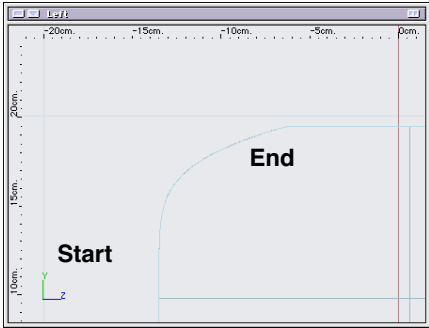 Left
-20cm. -15cm. -10cm. -5cm. 0cm.
20cm.
End
15cm.
Start
Y
10cm.
Z